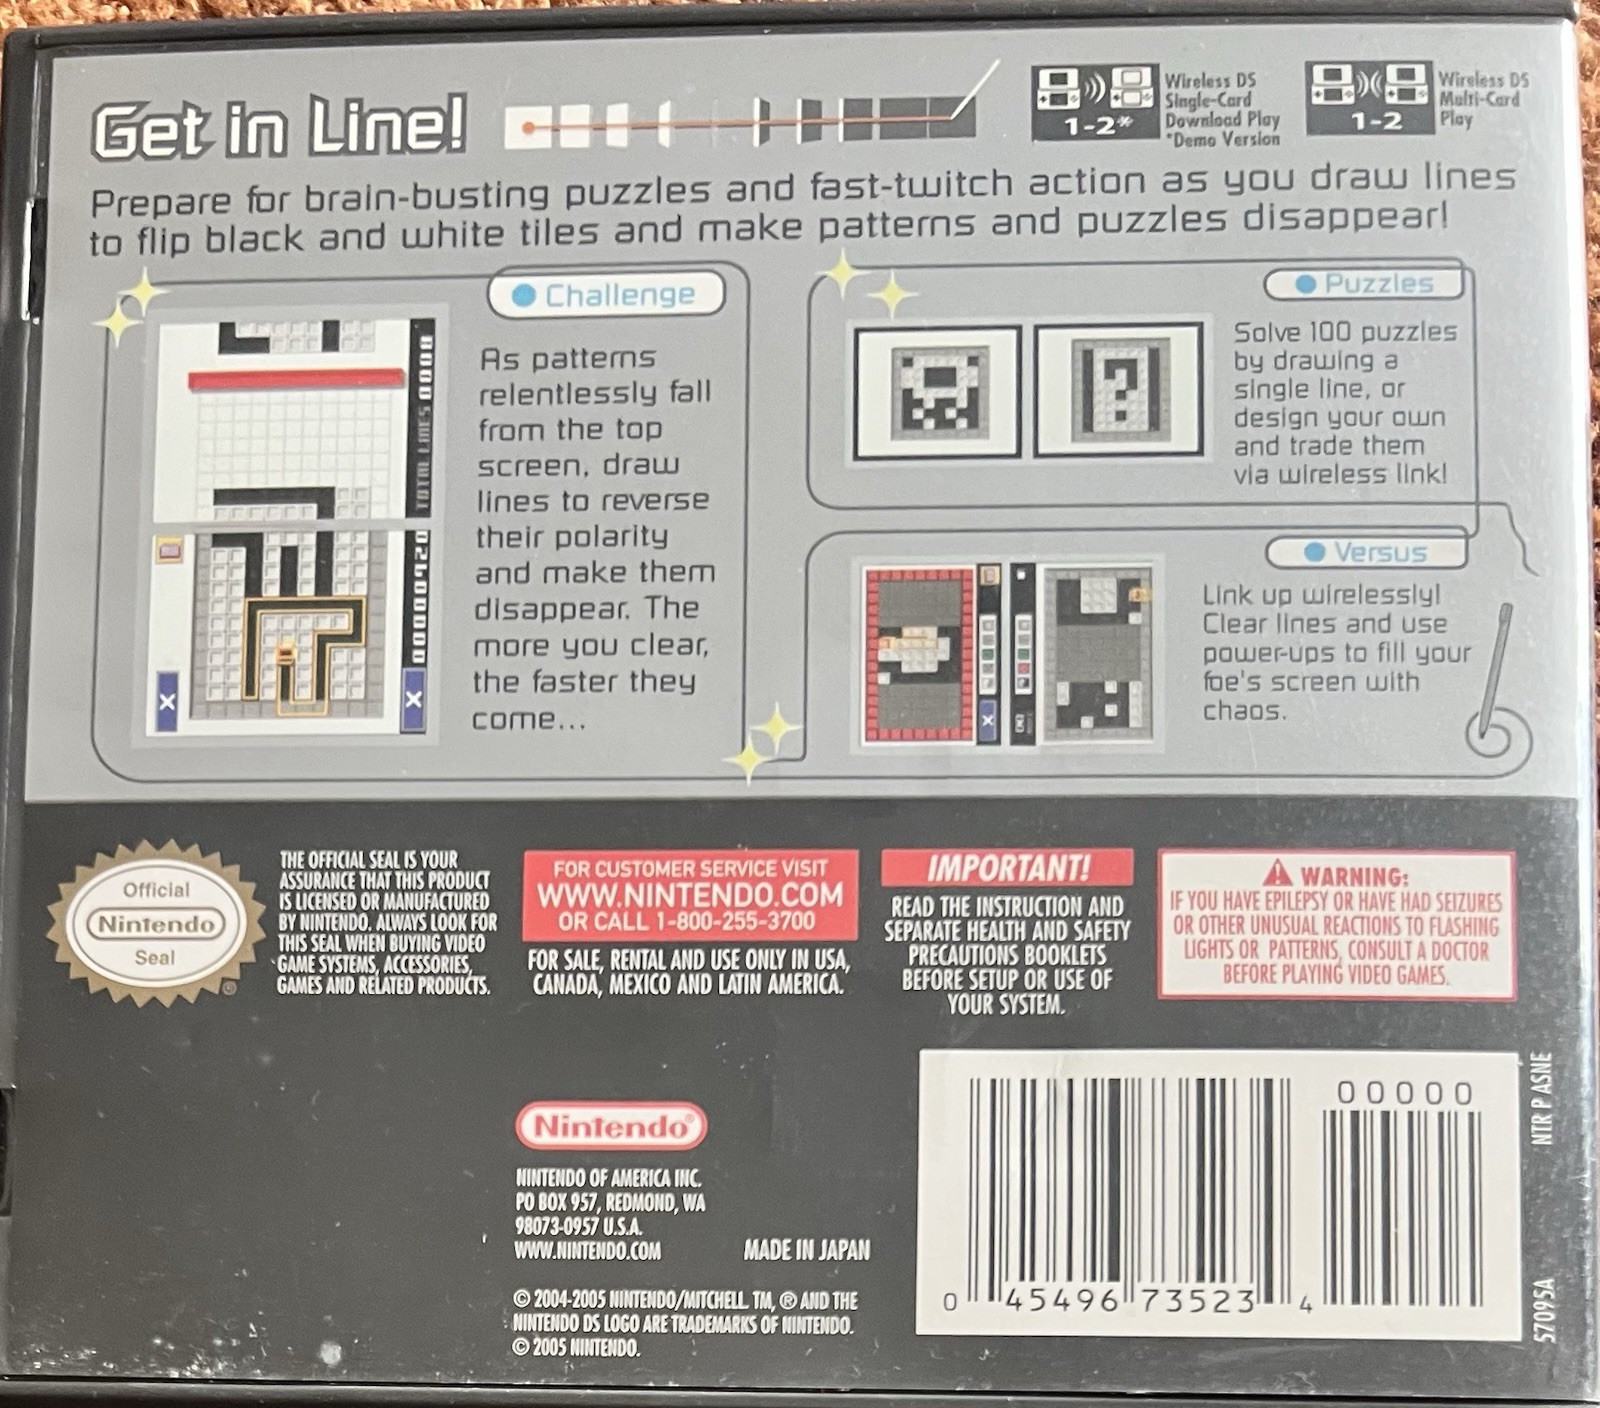 Get in Line!
1-2*
Wireless DS
Single-Card
Download Play
*Demo Version
1-2
Wireless DS
Multi-Card
Play
Prepare for brain-busting puzzles and fast-twitch action as you draw lines
to flip black and white tiles and make patterns and puzzles disappear!
Challenge
As patterns
relentlessly fall
from the top
screen, draw
lines to reverse
their polarity
and make them
disappear. The
more you clear,
the faster they
come...
TOTAL LINES 0000
X
X
Puzzles
?
Solve 100 puzzles
by drawing a
single line, or
design your own
and trade them
via wireless link!
Versus
X
Link up wirelessly!
Clear lines and use
power-ups to fill your
foe's screen with
chaos.
Official
Nintendo
Seal
®
THE OFFICIAL SEAL IS YOUR
ASSURANCE THAT THIS PRODUCT
IS LICENSED OR MANUFACTURED
BY NINTENDO. ALWAYS LOOK FOR
THIS SEAL WHEN BUYING VIDEO
GAME SYSTEMS, ACCESSORIES,
GAMES AND RELATED PRODUCTS.
FOR CUSTOMER SERVICE VISIT
WWW.NINTENDO.COM
OR CALL 1-800-255-3700
FOR SALE, RENTAL AND USE ONLY IN USA,
CANADA, MEXICO AND LATIN AMERICA.
IMPORTANT!
READ THE INSTRUCTION AND
SEPARATE HEALTH AND SAFETY
PRECAUTIONS BOOKLETS
BEFORE SETUP OR USE OF
YOUR SYSTEM.
WARNING:
IF YOU HAVE EPILEPSY OR HAVE HAD SEIZURES
OR OTHER UNUSUAL REACTIONS TO FLASHING
LIGHTS OR PATTERNS, CONSULT A DOCTOR
BEFORE PLAYING VIDEO GAMES.
Nintendo®
NINTENDO OF AMERICA INC.
PO BOX 957, REDMOND, WA
98073-0957 U.S.A.
WWW.NINTENDO.COM
MADE IN JAPAN
© 2004-2005 NINTENDO/MITCHELL. TM, ® AND THE
NINTENDO DS LOGO ARE TRADEMARKS OF NINTENDO.
© 2005 NINTENDO.
00000
0 45496 73523 4
NTR P ASNE
57095A